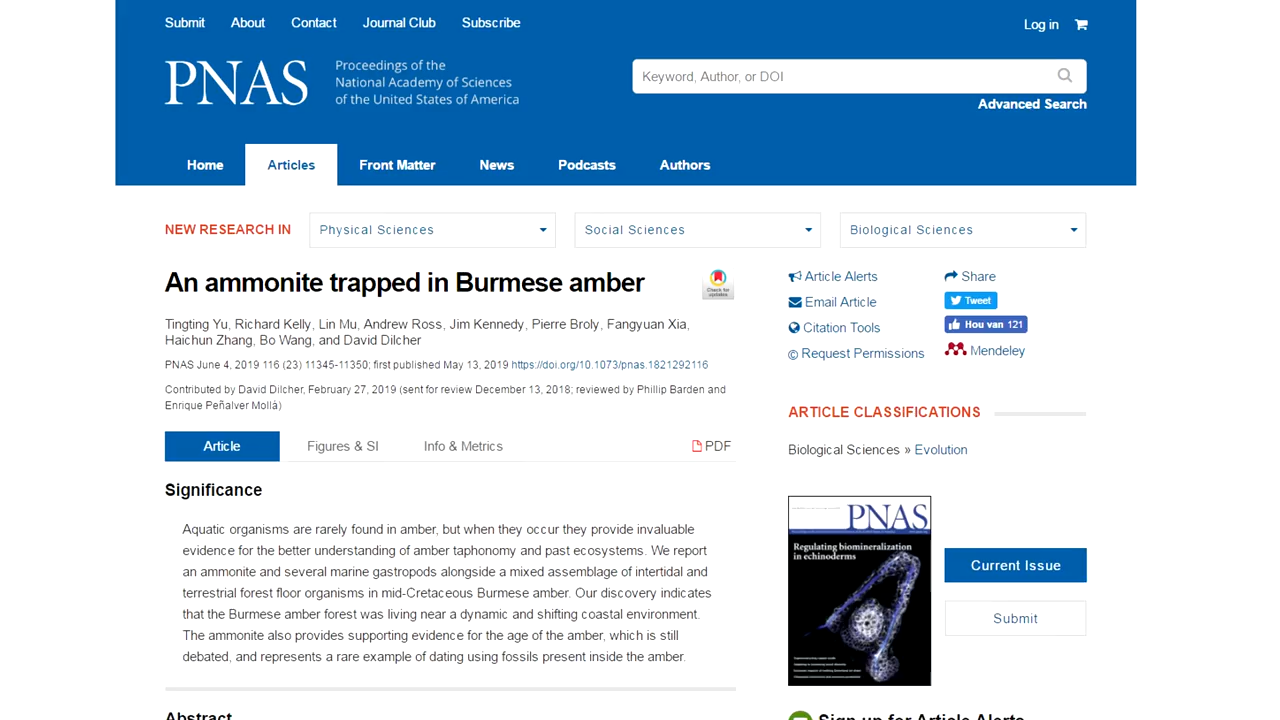 Submit About Contact Journal Club Subscribe
Log in
PNAS
Proceedings of the
National Academy of Sciences
of the United States of America
Keyword, Author, or DOI
Advanced Search
Home Articles Front Matter News Podcasts Authors
NEW RESEARCH IN
Physical Sciences
Social Sciences
Biological Sciences
An ammonite trapped in Burmese amber
Check for
updates
Tingting Yu, Richard Kelly, Lin Mu, Andrew Ross, Jim Kennedy, Pierre Broly, Fangyuan Xia,
Haichun Zhang, Bo Wang, and David Dilcher
PNAS June 4, 2019 116 (23) 11345-11350; first published May 13, 2019 https://doi.org/10.1073/pnas.1821292116
Contributed by David Dilcher, February 27, 2019 (sent for review December 13, 2018; reviewed by Phillip Barden and
Enrique Peñalver Mollà)
Article Figures & SI Info & Metrics PDF
Significance
Aquatic organisms are rarely found in amber, but when they occur they provide invaluable
evidence for the better understanding of amber taphonomy and past ecosystems. We report
an ammonite and several marine gastropods alongside a mixed assemblage of intertidal and
terrestrial forest floor organisms in mid-Cretaceous Burmese amber. Our discovery indicates
that the Burmese amber forest was living near a dynamic and shifting coastal environment.
The ammonite also provides supporting evidence for the age of the amber, which is still
debated, and represents a rare example of dating using fossils present inside the amber.
Abstract
Article Alerts
Email Article
Citation Tools
© Request Permissions
Share
Tweet
Hou van 121
Mendeley
ARTICLE CLASSIFICATIONS
Biological Sciences » Evolution
PNAS
Regulating biomineralization
in echinoderms
Current Issue
Submit
Sign up for Article Alerts